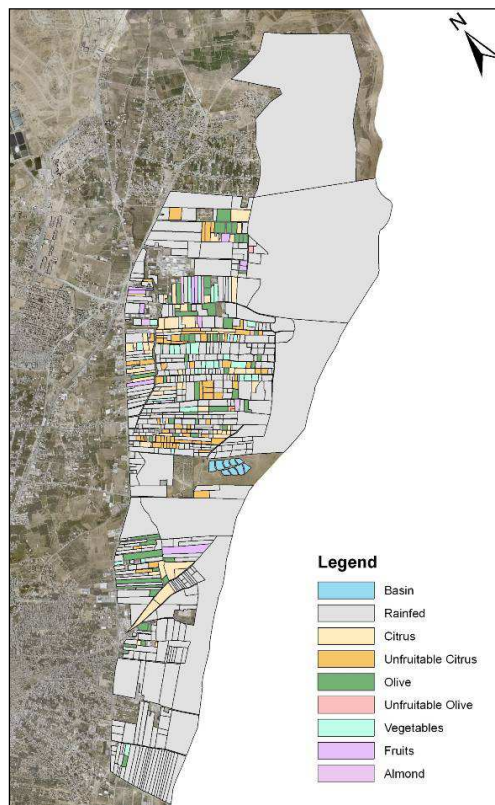 N
Legend
Basin
Rainfed
Citrus
Unfruitable Citrus
Olive
Unfruitable Olive
Vegetables
Fruits
Almond